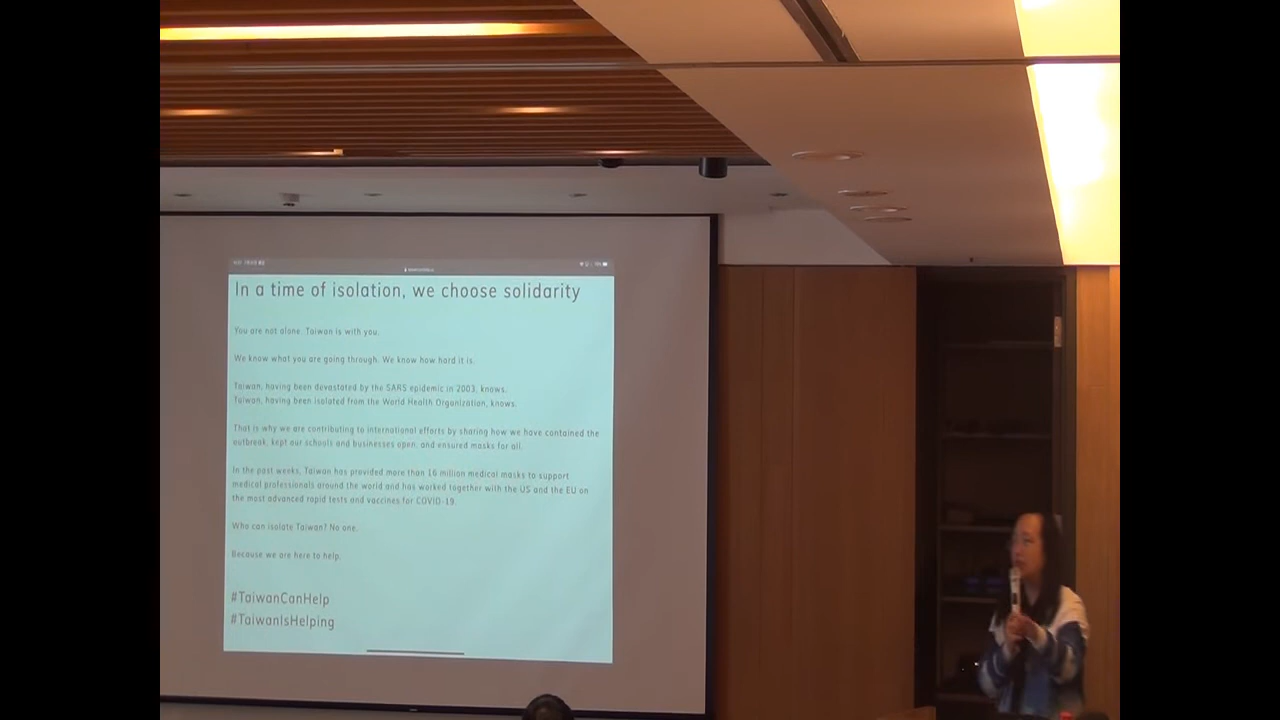 In a time of isolation, we choose solidarity
You are not alone. Taiwan is with you.
We know what you are going through. We know how hard it is.
Taiwan, having been devastated by the SARS epidemic in 2003, knows.
Taiwan, having been isolated from the World Health Organization, knows.
That is why we are contributing to international efforts by sharing how we have contained the
outbreak, kept our schools and businesses open, and ensured masks for all.
In the past weeks, Taiwan has provided more than 16 million medical masks to support
medical professionals around the world and has worked together with the US and the EU on
the most advanced rapid tests and vaccines for COVID-19.
Who can isolate Taiwan? No one.
Because we are here to help.
#TaiwanCanHelp
#TaiwanIsHelping